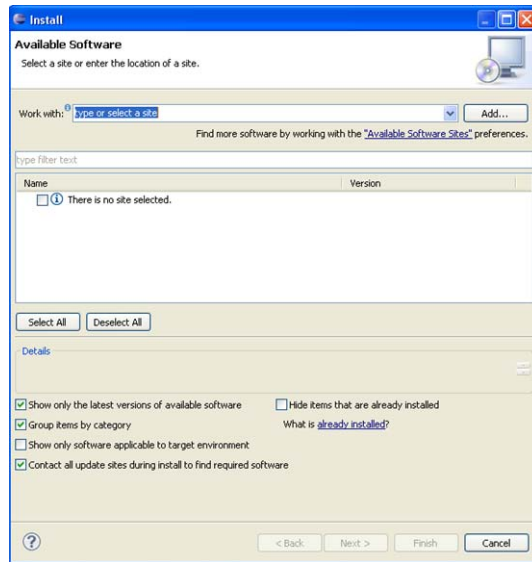 Install
Available Software
Select a site or enter the location of a site.
Work with: type or select a site Add...
Find more software by working with the "Available Software Sites" preferences.
type filter text
Name Version
There is no site selected.
Select All Deselect All
Details
Show only the latest versions of available software Hide items that are already installed
Group items by category What is already installed?
Show only software applicable to target environment
Contact all update sites during install to find required software
? < Back Next > Finish Cancel